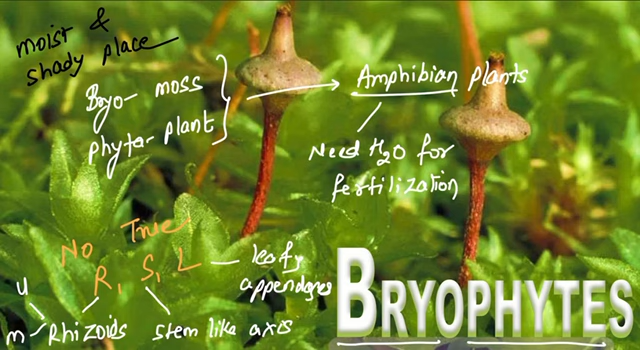 moist &
shady place
Bryo- moss
phyta- plant
Amphibian plants
Need H2O for
fertilization
No True
R, S, L
leafy
appendages
u
m
Rhizoids
stem like axis
BRYOPHYTES